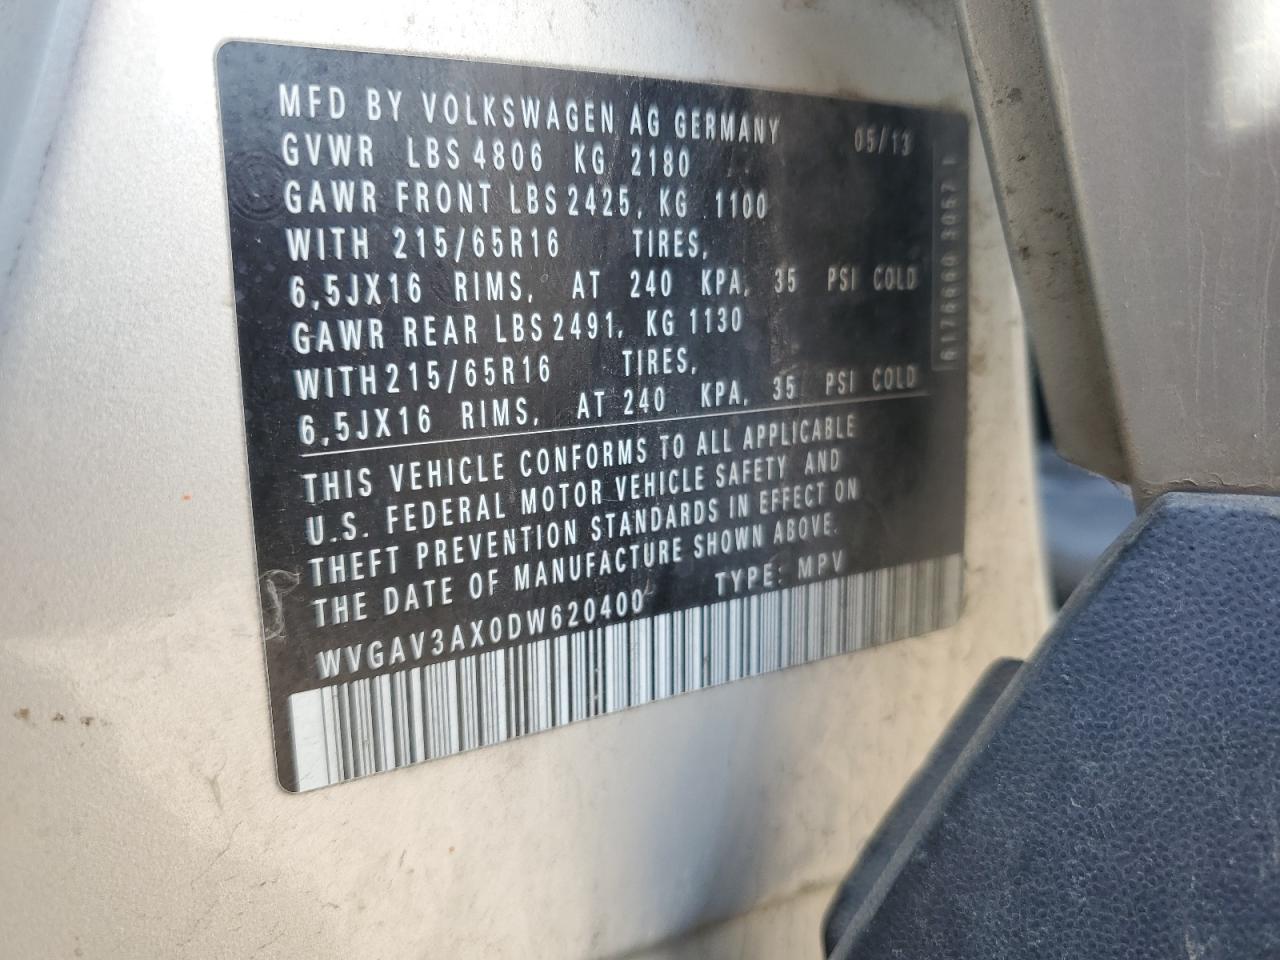 MFD BY VOLKSWAGEN AG GERMANY 05/13
GVWR LBS 4806 KG 2180
GAWR FRONT LBS 2425, KG 1100
WITH 215/65R16 TIRES,
6,5JX16 RIMS, AT 240 KPA, 35 PSI COLD
GAWR REAR LBS 2491, KG 1130
WITH 215/65R16 TIRES,
6,5JX16 RIMS, AT 240 KPA, 35 PSI COLD
THIS VEHICLE CONFORMS TO ALL APPLICABLE
U.S. FEDERAL MOTOR VEHICLE SAFETY AND
THEFT PREVENTION STANDARDS IN EFFECT ON
THE DATE OF MANUFACTURE SHOWN ABOVE.
WVGAV3AX0DW620400 TYPE: MPV